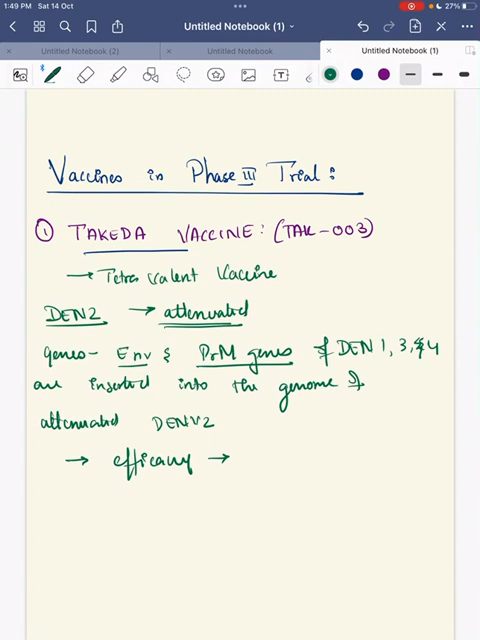 1:49 PM Sat 14 Oct
27%
Untitled Notebook (1)
Untitled Notebook (2)
Untitled Notebook
Untitled Notebook (1)
Vaccines in Phase III Trial:
① TAKEDA VACCINE: (TAK-003)
→ Tetra valent Vaccine
DEN2 → attenuated
genes- Env & PrM genes of DEN 1, 3, & 4
are inserted into the genome of
attenuated DENV2
→ efficacy →